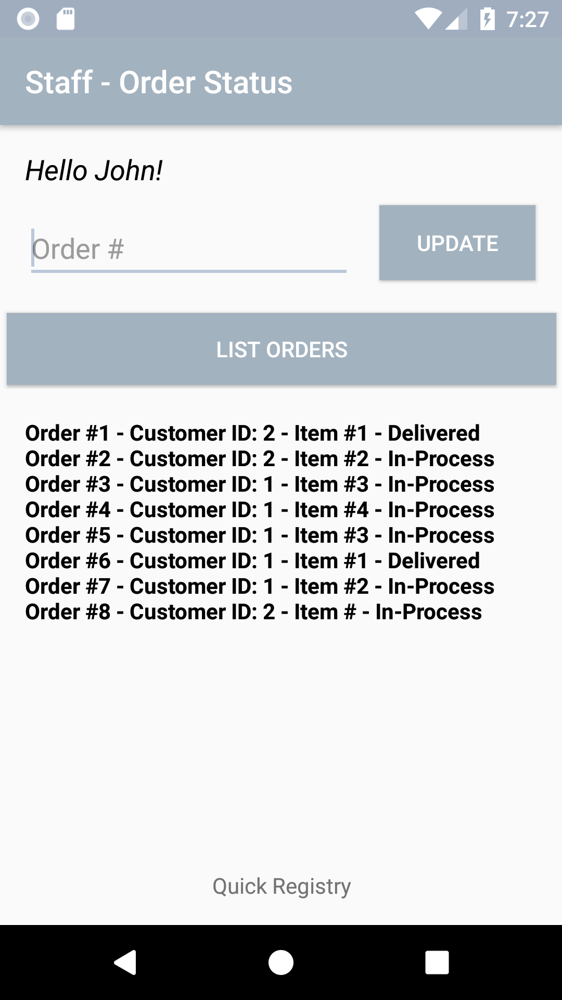 7:27
Staff - Order Status
Hello John!
Order #
UPDATE
LIST ORDERS
Order #1 - Customer ID: 2 - Item #1 - Delivered
Order #2 - Customer ID: 2 - Item #2 - In-Process
Order #3 - Customer ID: 1 - Item #3 - In-Process
Order #4 - Customer ID: 1 - Item #4 - In-Process
Order #5 - Customer ID: 1 - Item #3 - In-Process
Order #6 - Customer ID: 1 - Item #1 - Delivered
Order #7 - Customer ID: 1 - Item #2 - In-Process
Order #8 - Customer ID: 2 - Item # - In-Process
Quick Registry